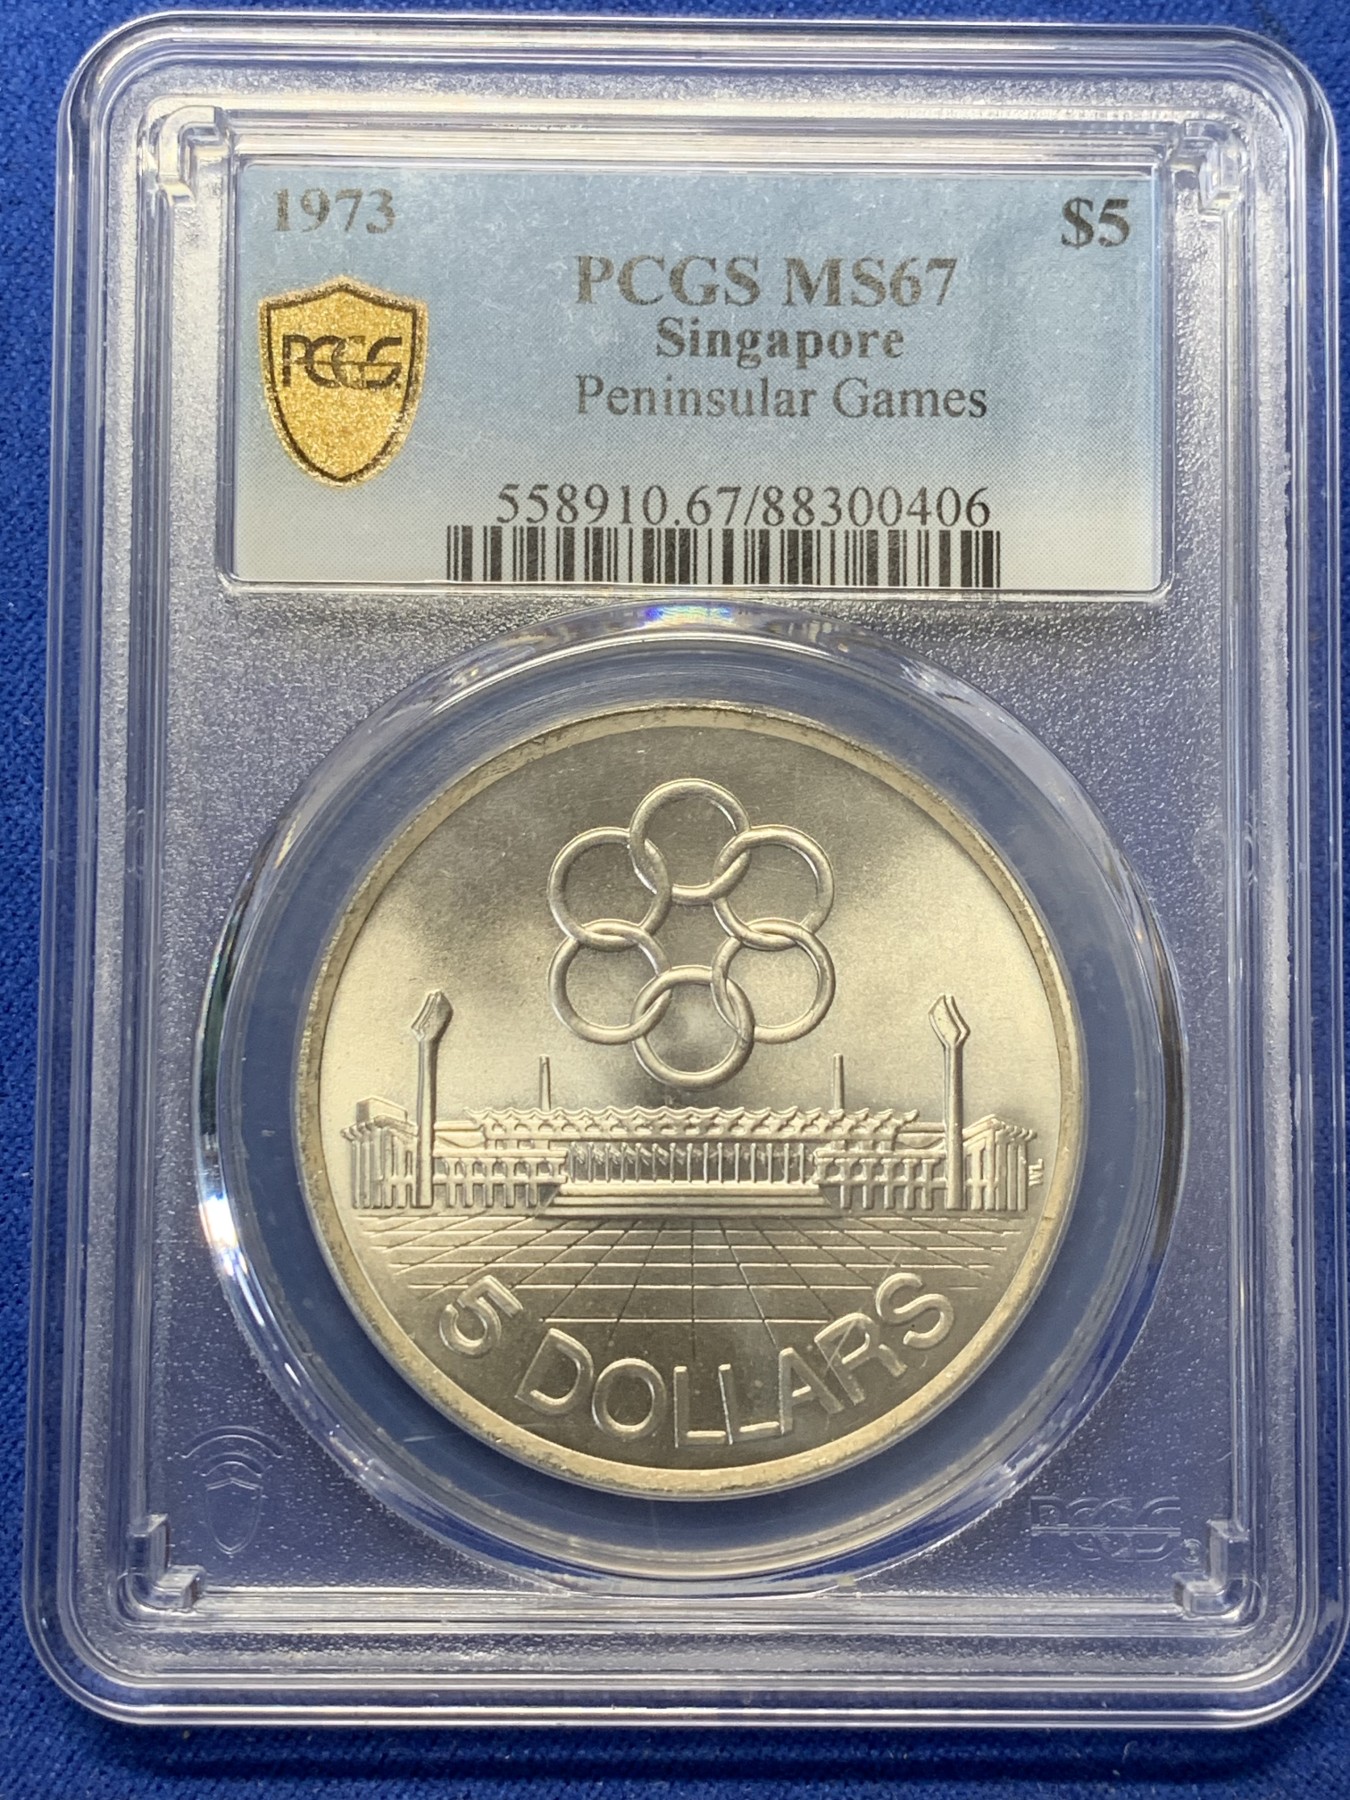 1973
$5
PCGS MS67
Singapore
PCGS
Peninsular Games
558910.67/88300406
5 DOLLARS
PCGS